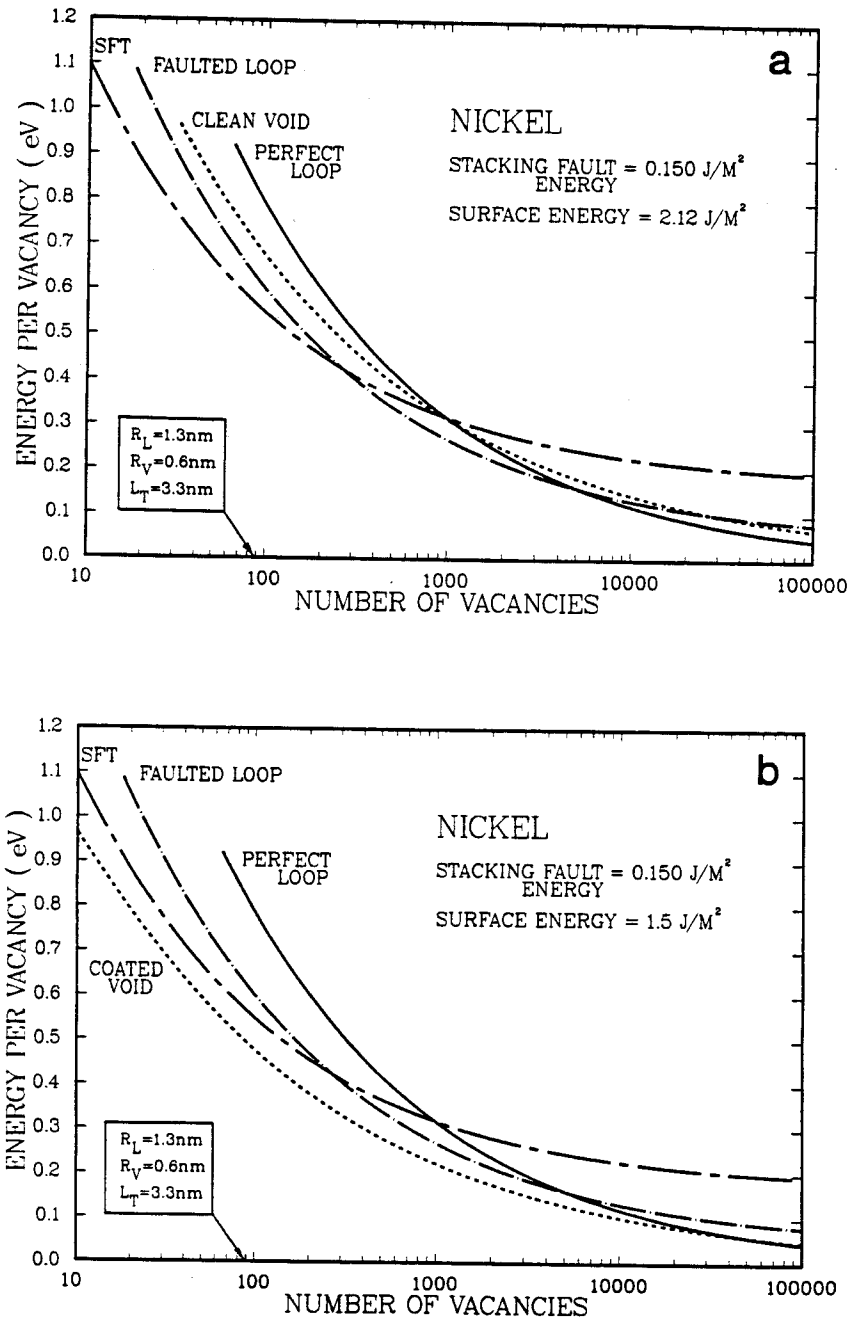 a
1.2
1.1
1.0
0.9
0.8
0.7
0.6
0.5
0.4
0.3
0.2
0.1
0.0
ENERGY PER VACANCY ( eV )
SFT
FAULTED LOOP
CLEAN VOID
PERFECT
LOOP
NICKEL
STACKING FAULT = 0.150 J/M²
ENERGY
SURFACE ENERGY = 2.12 J/M²
R_L=1.3nm
R_V=0.6nm
L_T=3.3nm
10 100 1000 10000 100000
NUMBER OF VACANCIES
b
1.2
1.1
1.0
0.9
0.8
0.7
0.6
0.5
0.4
0.3
0.2
0.1
0.0
ENERGY PER VACANCY ( eV )
SFT
FAULTED LOOP
PERFECT
LOOP
COATED
VOID
NICKEL
STACKING FAULT = 0.150 J/M²
ENERGY
SURFACE ENERGY = 1.5 J/M²
R_L=1.3nm
R_V=0.6nm
L_T=3.3nm
10 100 1000 10000 100000
NUMBER OF VACANCIES